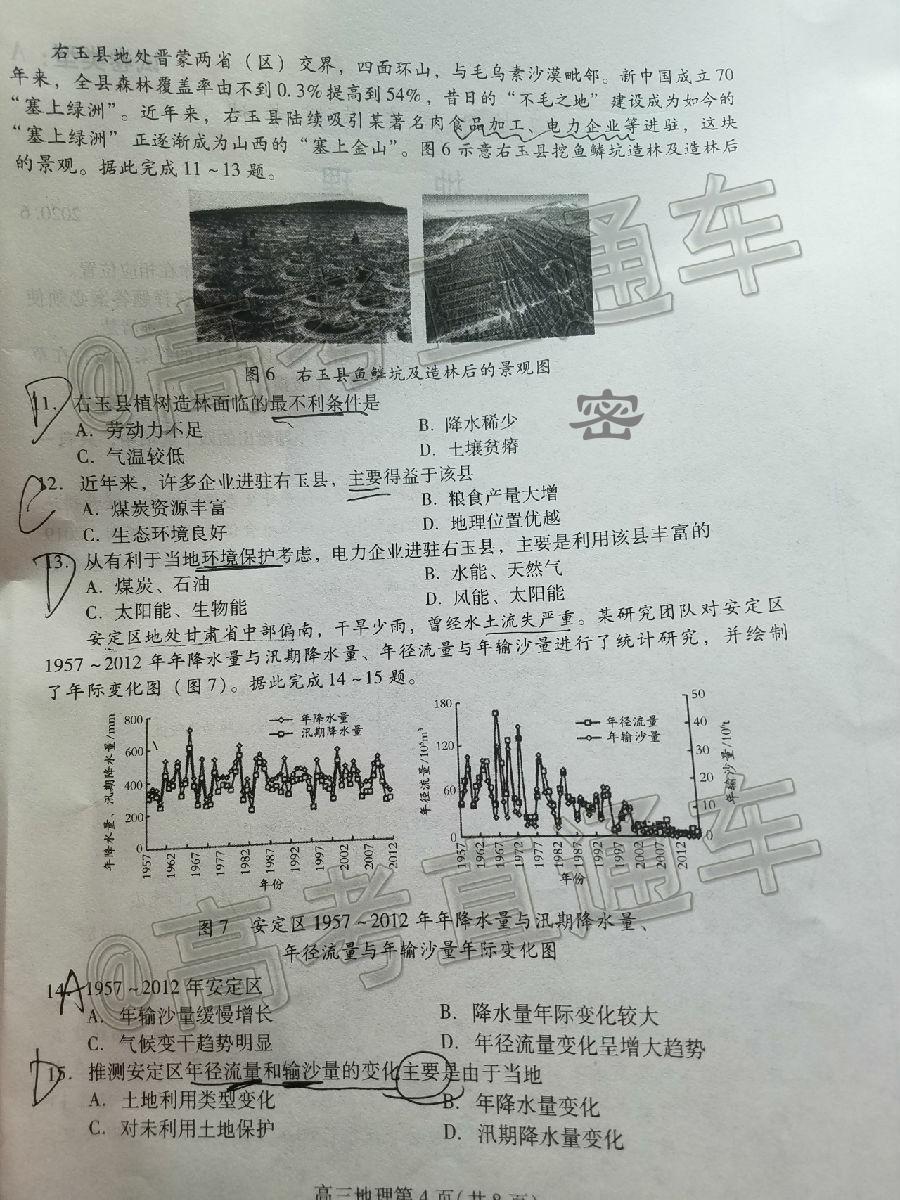 右玉县地处晋蒙两省（区）交界，四面环山，与毛乌素沙漠毗邻。新中国成立70
年来，全县森林覆盖率由不到0.3%提高到54%，昔日的“不毛之地”建设成为如今的
“塞上绿洲”。近年来，右玉县陆续吸引某著名肉食品加工、电力企业等进驻，这块
“塞上绿洲”正逐渐成为山西的“塞上金山”。图6示意右玉县挖鱼鳞坑造林及造林后
的景观。据此完成11～13题。
图6 右玉县鱼鳞坑及造林后的景观图
D
11. 右玉县植树造林面临的最不利条件是
A. 劳动力不足 B. 降水稀少
C. 气温较低 D. 土壤贫瘠
密
C
12. 近年来，许多企业进驻右玉县，主要得益于该县
A. 煤炭资源丰富 B. 粮食产量大增
C. 生态环境良好 D. 地理位置优越
D
13. 从有利于当地环境保护考虑，电力企业进驻右玉县，主要是利用该县丰富的
A. 煤炭、石油 B. 水能、天然气
C. 太阳能、生物能 D. 风能、太阳能
安定区地处甘肃省中部偏南，干旱少雨，曾经水土流失严重。某研究团队对安定区
1957～2012年年降水量与汛期降水量、年径流量与年输沙量进行了统计研究，并绘制
了年际变化图（图7）。据此完成14～15题。
年降水量、汛期降水量/mm
800
600
400
200
0
年降水量
汛期降水量
1957 1962 1967 1972 1977 1982 1987 1992 1997 2002 2007 2012
年份
年径流量/10⁶m³
180
120
60
0
年径流量
年输沙量
50
40
30
20
10
0
年输沙量/10⁶t
1957 1962 1967 1972 1977 1982 1987 1992 1997 2002 2007 2012
年份
图7 安定区1957～2012年年降水量与汛期降水量、
年径流量与年输沙量年际变化图
A
14. 1957～2012年安定区
A. 年输沙量缓慢增长 B. 降水量年际变化较大
C. 气候变干趋势明显 D. 年径流量变化呈增大趋势
D
15. 推测安定区年径流量和输沙量的变化主要是由于当地
A. 土地利用类型变化 B. 年降水量变化
C. 对未利用土地保护 D. 汛期降水量变化
高三地理第4页（共8页）
@高考直通车
@高考直通车